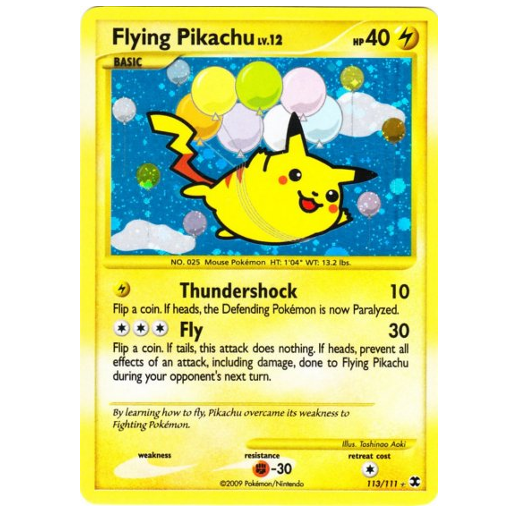 Flying Pikachu LV.12 HP 40
BASIC
NO. 025 Mouse Pokémon HT: 1'04" WT: 13.2 lbs.
Thundershock 10
Flip a coin. If heads, the Defending Pokémon is now Paralyzed.
Fly 30
Flip a coin. If tails, this attack does nothing. If heads, prevent all
effects of an attack, including damage, done to Flying Pikachu
during your opponent's next turn.
By learning how to fly, Pikachu overcame its weakness to
Fighting Pokémon.
Illus. Toshinao Aoki
weakness resistance retreat cost
-30
©2009 Pokémon/Nintendo 113/111